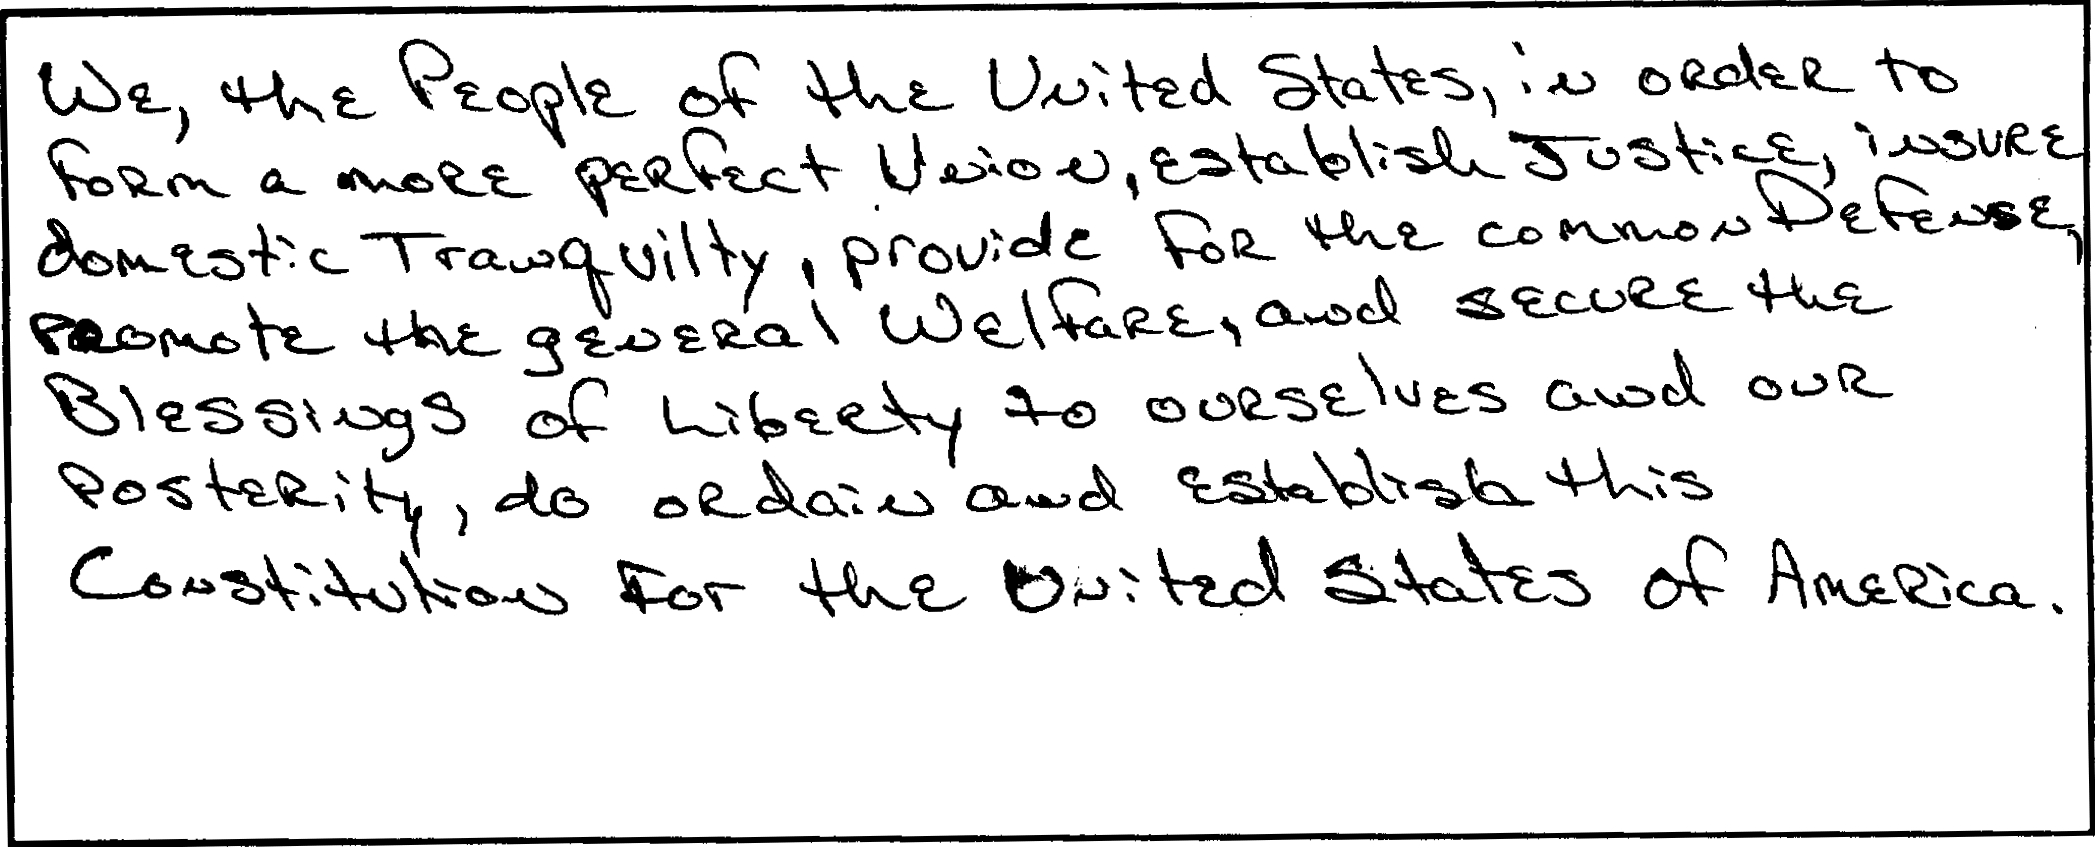 We, the People of the United States, in order to
form a more perfect Union, establish Justice, insure
domestic Tranquilty, provide for the common Defense,
promote the general Welfare, and secure the
Blessings of Liberty to ourselves and our
Posterity, do ordain and establish this
Constitution for the United States of America.